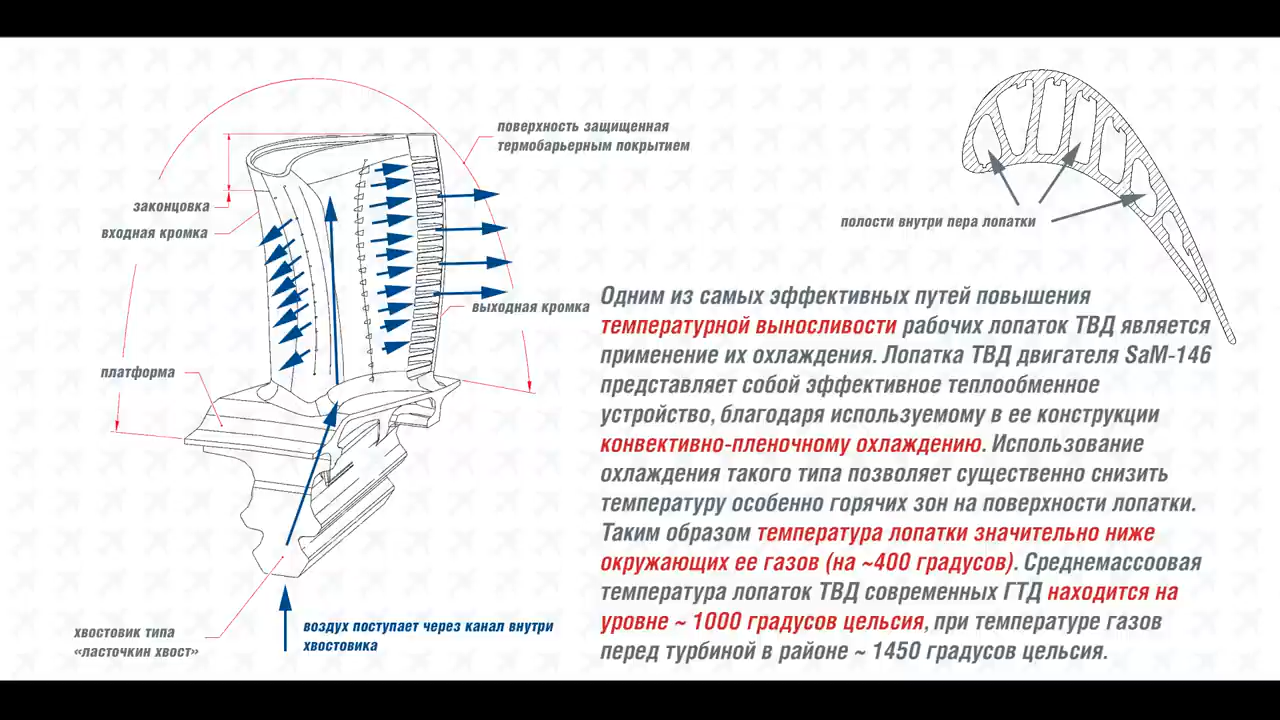 поверхность защищенная
термобарьерным покрытием
законцовка
входная кромка
выходная кромка
платформа
хвостовик типа
«ласточкин хвост»
воздух поступает через канал внутри
хвостовика
полости внутри пера лопатки
Одним из самых эффективных путей повышения
температурной выносливости рабочих лопаток ТВД является
применение их охлаждения. Лопатка ТВД двигателя SaM-146
представляет собой эффективное теплообменное
устройство, благодаря используемому в ее конструкции
конвективно-пленочному охлаждению. Использование
охлаждения такого типа позволяет существенно снизить
температуру особенно горячих зон на поверхности лопатки.
Таким образом температура лопатки значительно ниже
окружающих ее газов (на ~400 градусов). Среднемассоовая
температура лопаток ТВД современных ГТД находится на
уровне ~ 1000 градусов цельсия, при температуре газов
перед турбиной в районе ~ 1450 градусов цельсия.